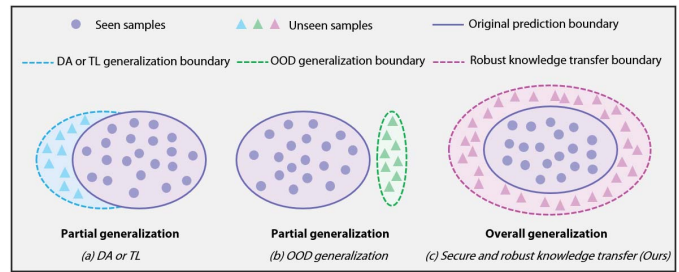 Seen samples Unseen samples Original prediction boundary
DA or TL generalization boundary OOD generalization boundary Robust knowledge transfer boundary
Partial generalization Partial generalization Overall generalization
(a) DA or TL (b) OOD generalization (c) Secure and robust knowledge transfer (Ours)